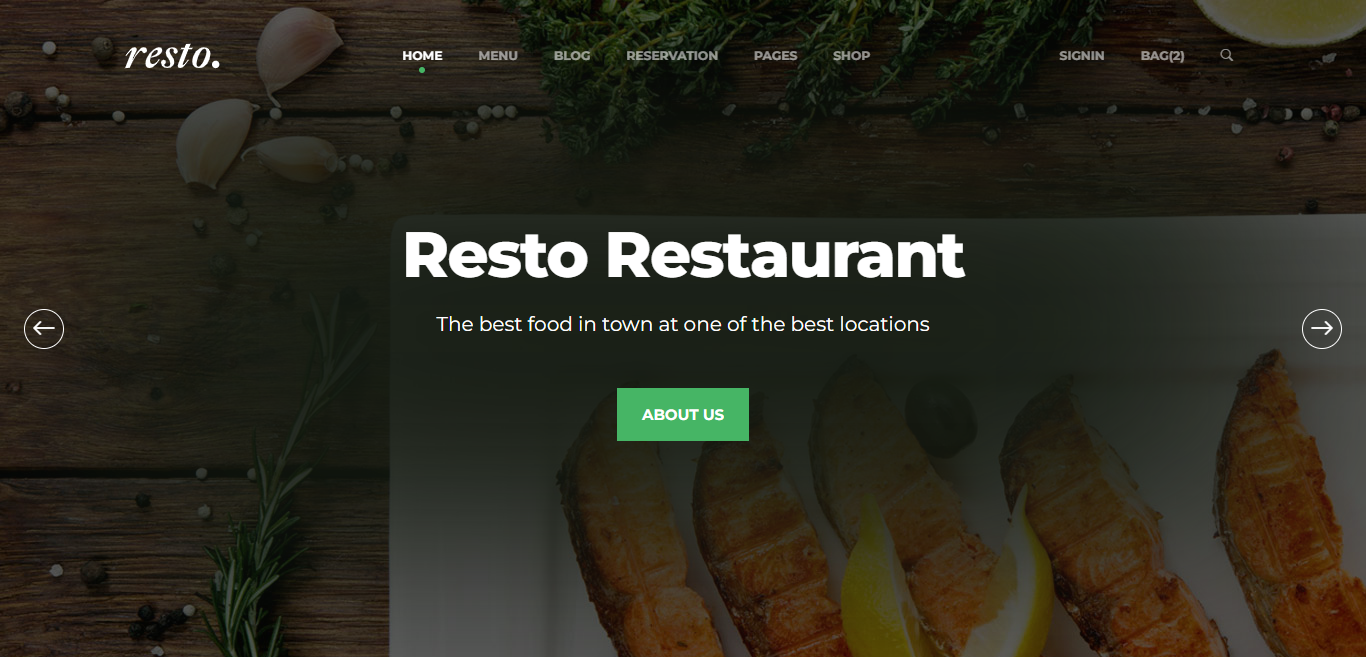 resto.
HOME MENU BLOG RESERVATION PAGES SHOP
SIGNIN BAG(2)
Resto Restaurant
The best food in town at one of the best locations
ABOUT US